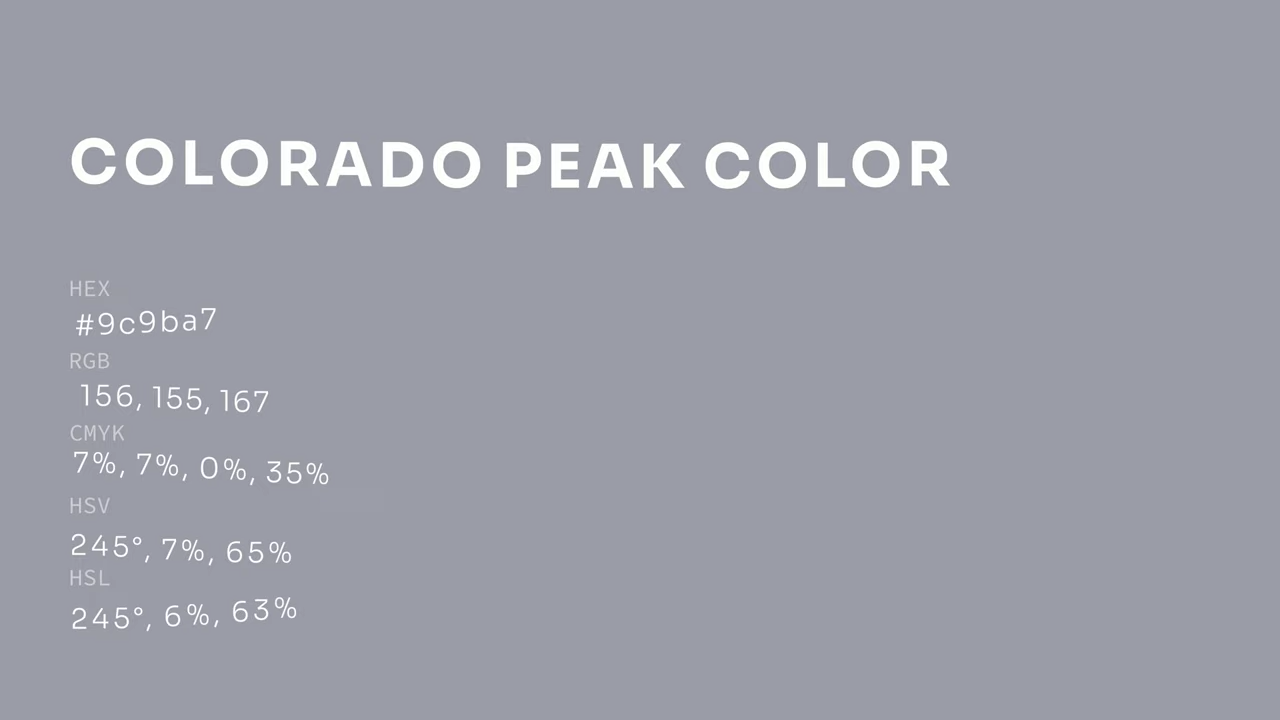 COLORADO PEAK COLOR
HEX
#9c9ba7
RGB
156, 155, 167
CMYK
7%, 7%, 0%, 35%
HSV
245°, 7%, 65%
HSL
245°, 6%, 63%